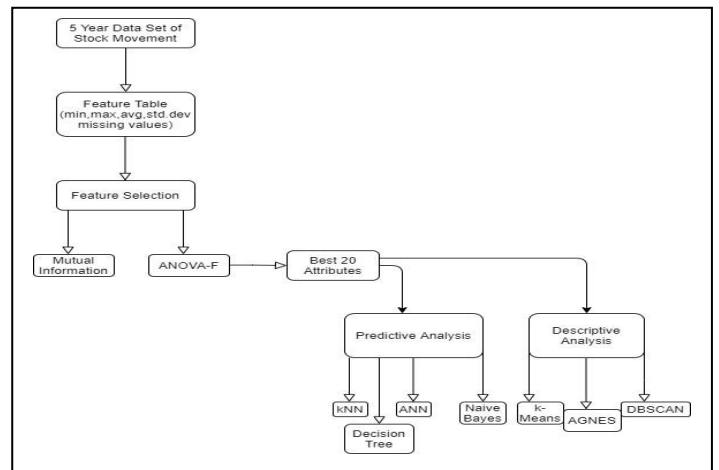 5 Year Data Set of
Stock Movement
Feature Table
(min,max,avg,std.dev
missing values)
Feature Selection
Mutual
Information
ANOVA-F
Best 20
Attributes
Predictive Analysis
Descriptive
Analysis
kNN
Decision
Tree
ANN
Naive
Bayes
k-
Means
AGNES
DBSCAN